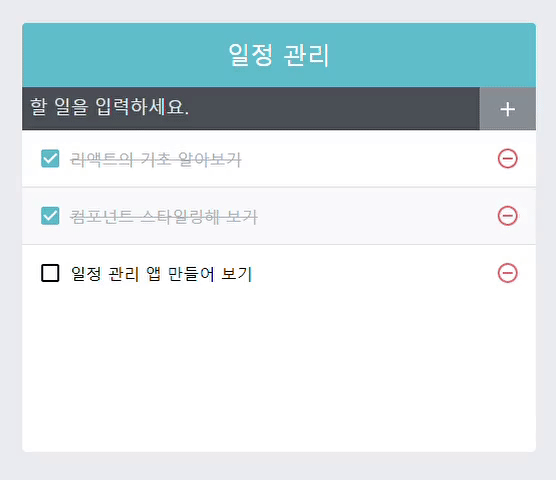 일정 관리
할 일을 입력하세요.
리액트의 기초 알아보기
컴포넌트 스타일링해 보기
일정 관리 앱 만들어 보기